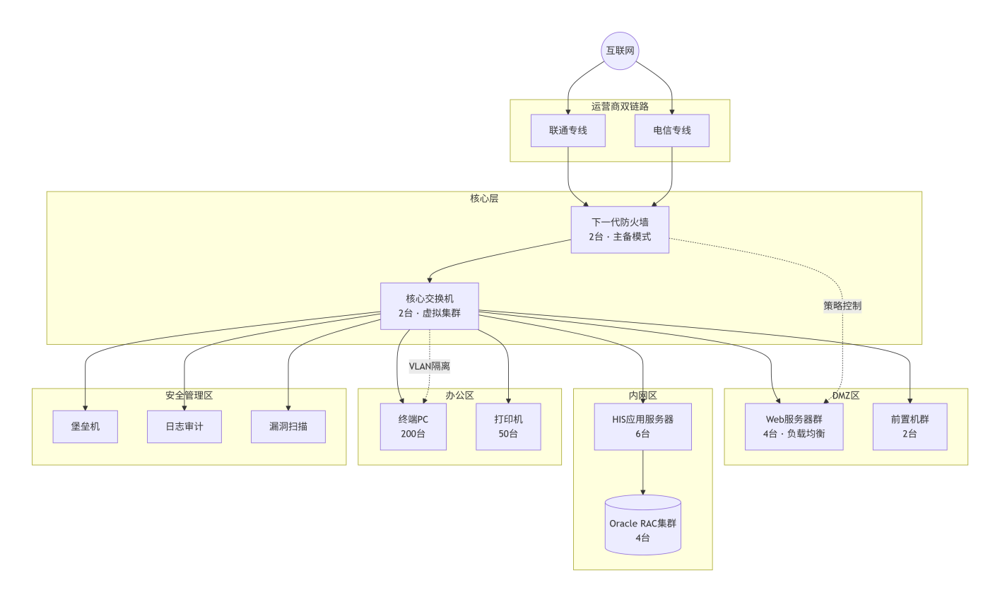 互联网
运营商双链路
联通专线
电信专线
核心层
下一代防火墙
2台·主备模式
核心交换机
2台·虚拟集群
策略控制
VLAN隔离
安全管理区
堡垒机
日志审计
漏洞扫描
办公区
终端PC
200台
打印机
50台
内网区
HIS应用服务器
6台
Oracle RAC集群
4台
DMZ区
Web服务器群
4台·负载均衡
前置机群
2台